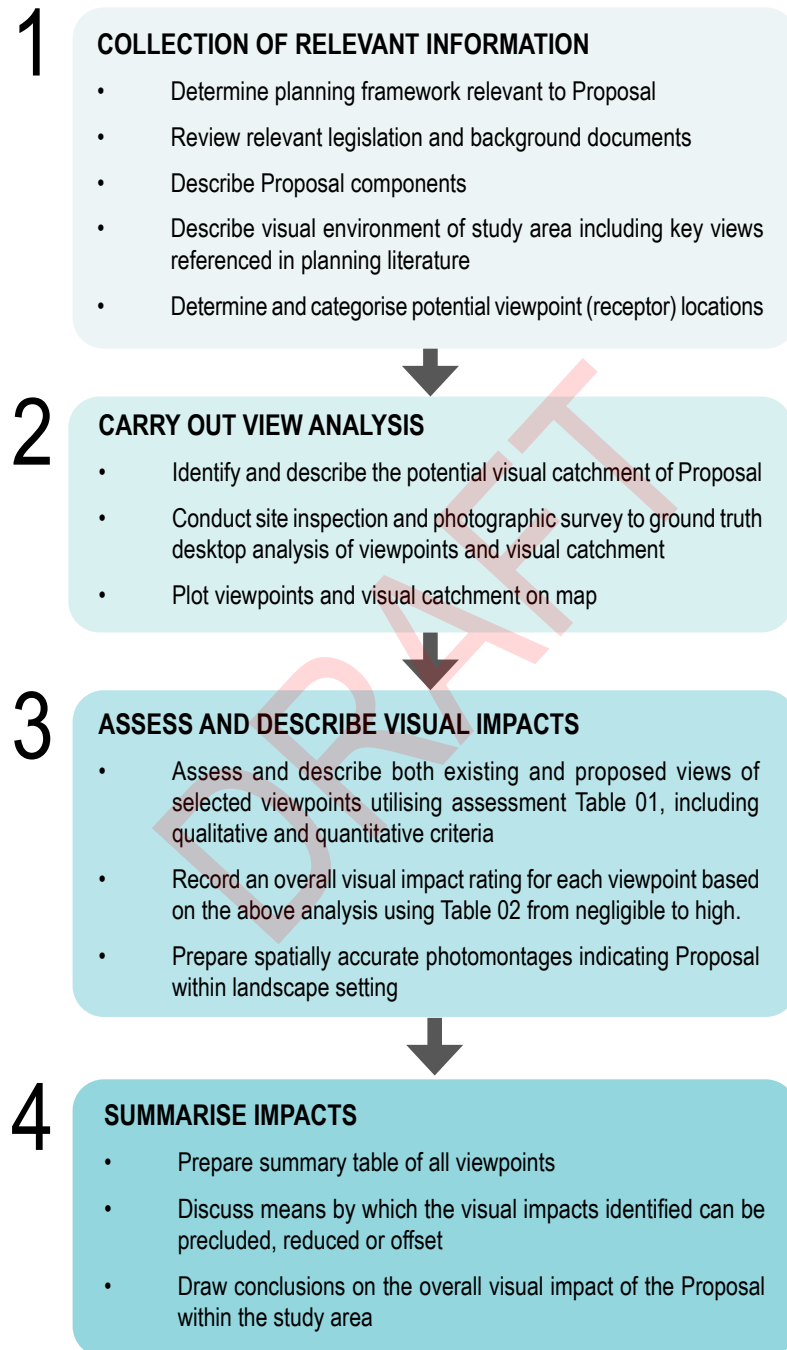 1
COLLECTION OF RELEVANT INFORMATION
• Determine planning framework relevant to Proposal
• Review relevant legislation and background documents
• Describe Proposal components
• Describe visual environment of study area including key views
referenced in planning literature
• Determine and categorise potential viewpoint (receptor) locations
2
CARRY OUT VIEW ANALYSIS
• Identify and describe the potential visual catchment of Proposal
• Conduct site inspection and photographic survey to ground truth
desktop analysis of viewpoints and visual catchment
• Plot viewpoints and visual catchment on map
3
ASSESS AND DESCRIBE VISUAL IMPACTS
• Assess and describe both existing and proposed views of
selected viewpoints utilising assessment Table 01, including
qualitative and quantitative criteria
• Record an overall visual impact rating for each viewpoint based
on the above analysis using Table 02 from negligible to high.
• Prepare spatially accurate photomontages indicating Proposal
within landscape setting
4
SUMMARISE IMPACTS
• Prepare summary table of all viewpoints
• Discuss means by which the visual impacts identified can be
precluded, reduced or offset
• Draw conclusions on the overall visual impact of the Proposal
within the study area
DRAFT